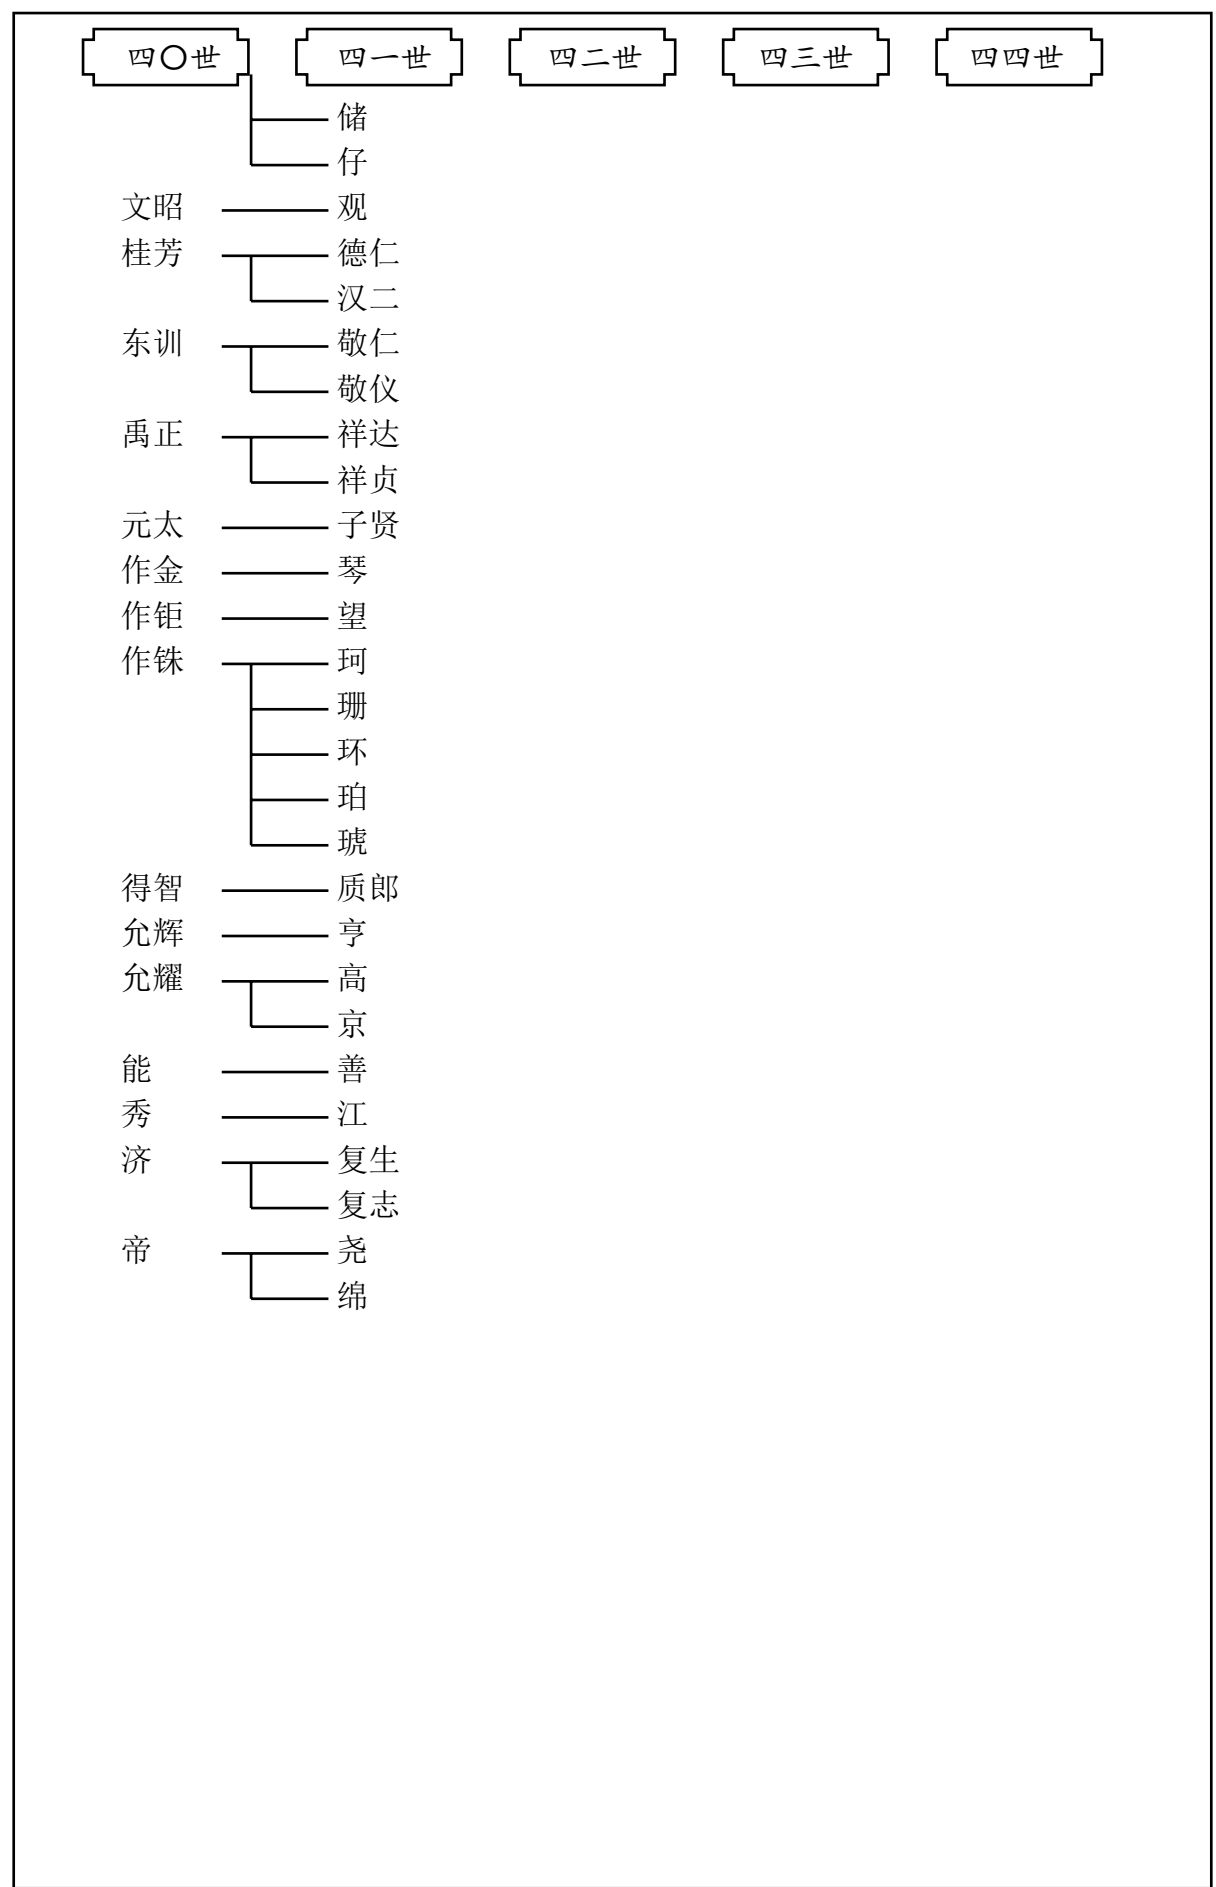 四〇世 四一世 四二世 四三世 四四世
储
仔
文昭 观
桂芳 德仁
汉二
东训 敬仁
敬仪
禹正 祥达
祥贞
元太 子贤
作金 琴
作钜 望
作铢 珂
珊
环
珀
琥
得智 质郎
允辉 亨
允耀 高
京
能 善
秀 江
济 复生
复志
帝 尧
绵